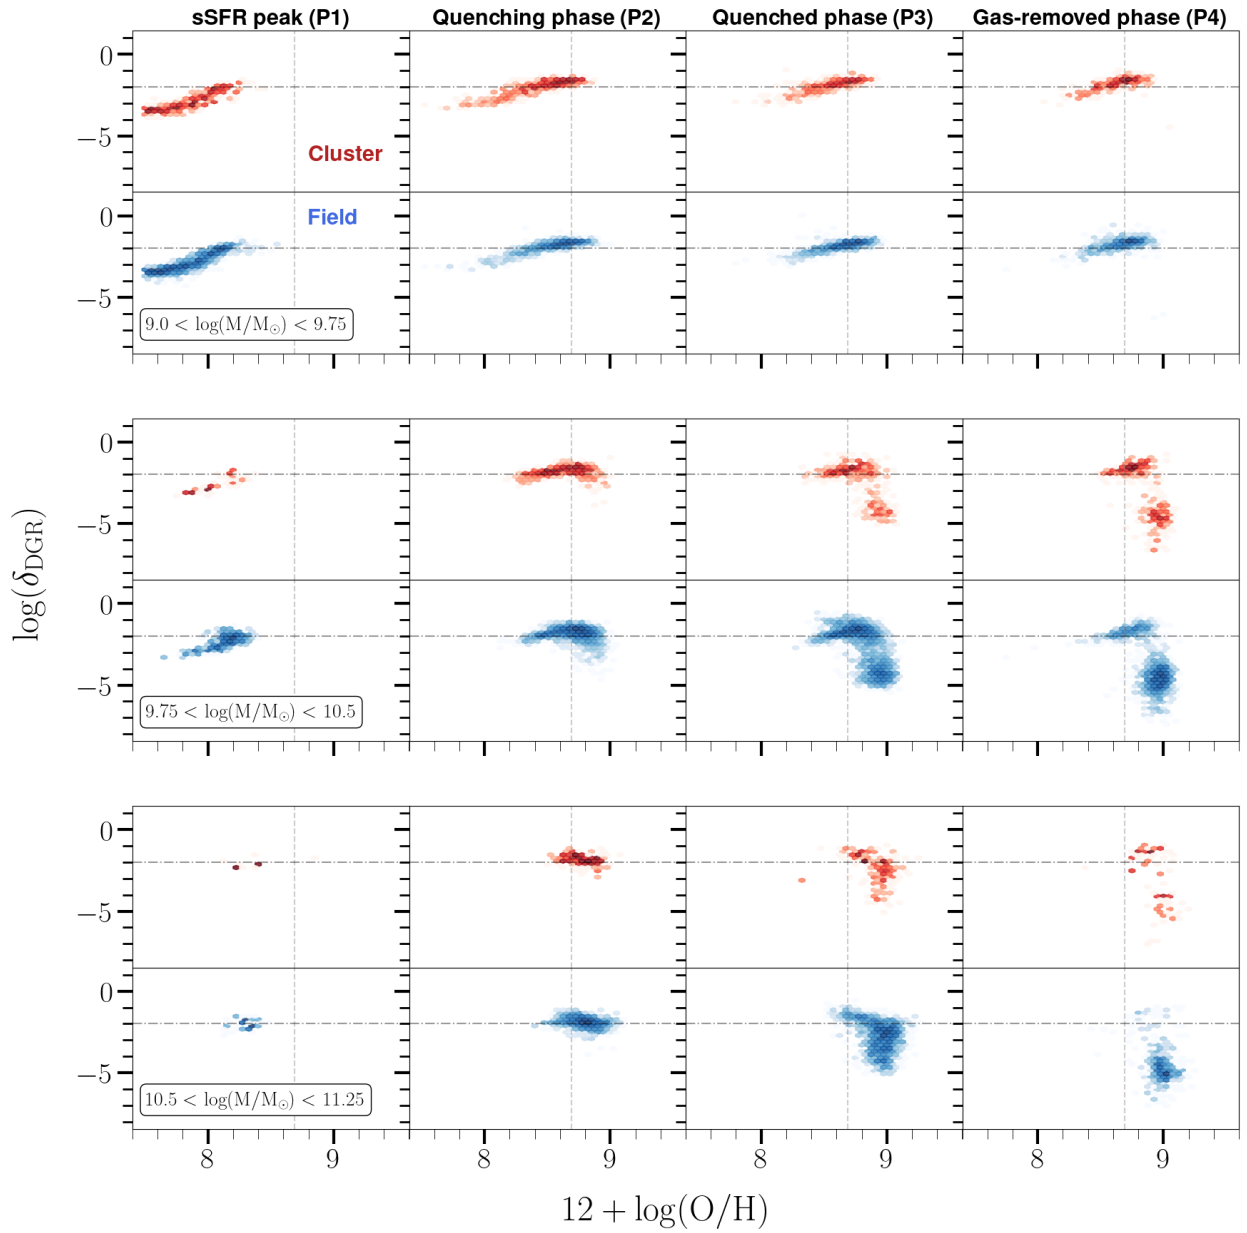 sSFR peak (P1) Quenching phase (P2) Quenched phase (P3) Gas-removed phase (P4)
0
−5
Cluster
0
Field
−5
9.0 < log(M/M⊙) < 9.75
0
−5
0
−5
9.75 < log(M/M⊙) < 10.5
0
−5
0
−5
10.5 < log(M/M⊙) < 11.25
8 9 8 9 8 9 8 9
12 + log(O/H)
log(δDGR)